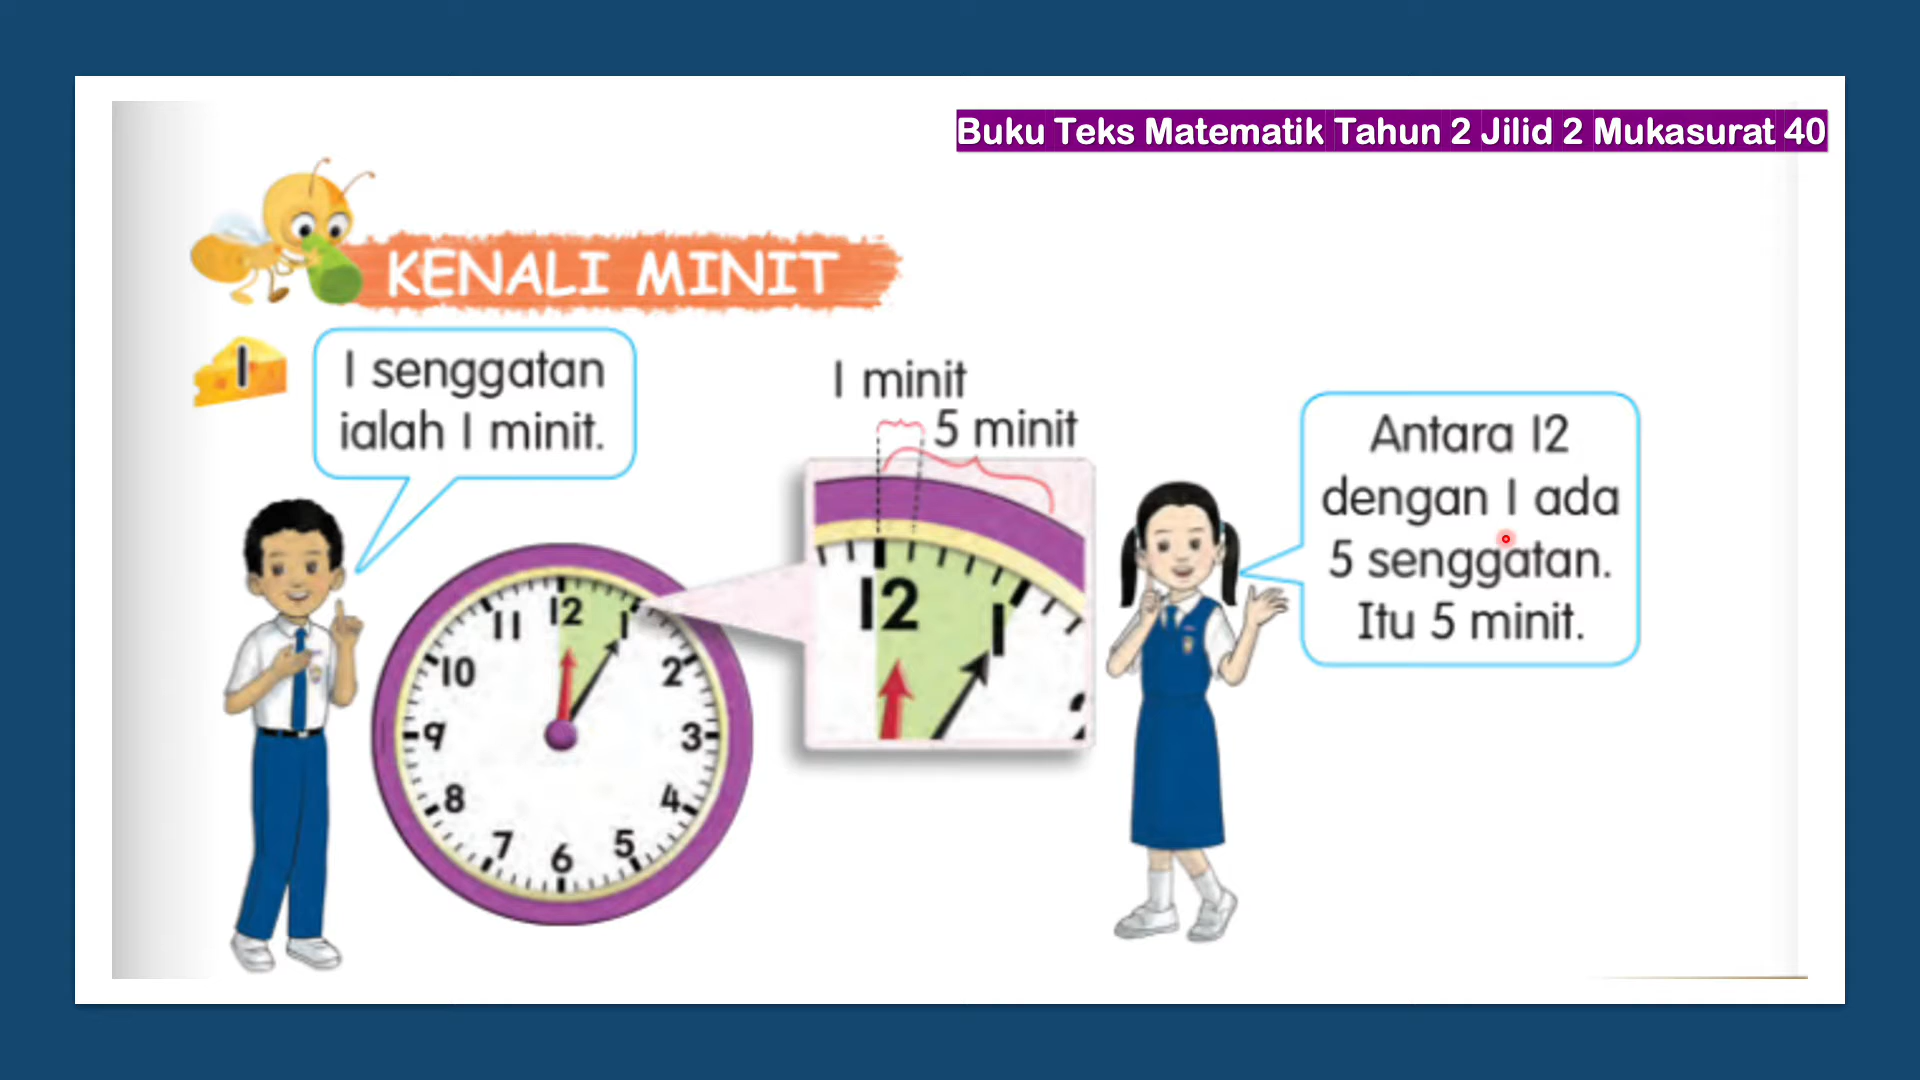 Buku Teks Matematik Tahun 2 Jilid 2 Mukasurat 40
KENALI MINIT
1
1 senggatan
ialah 1 minit.
1 minit
5 minit
Antara 12
dengan 1 ada
5 senggatan.
Itu 5 minit.
12
1
2
3
4
5
6
7
8
9
10
11
12
1